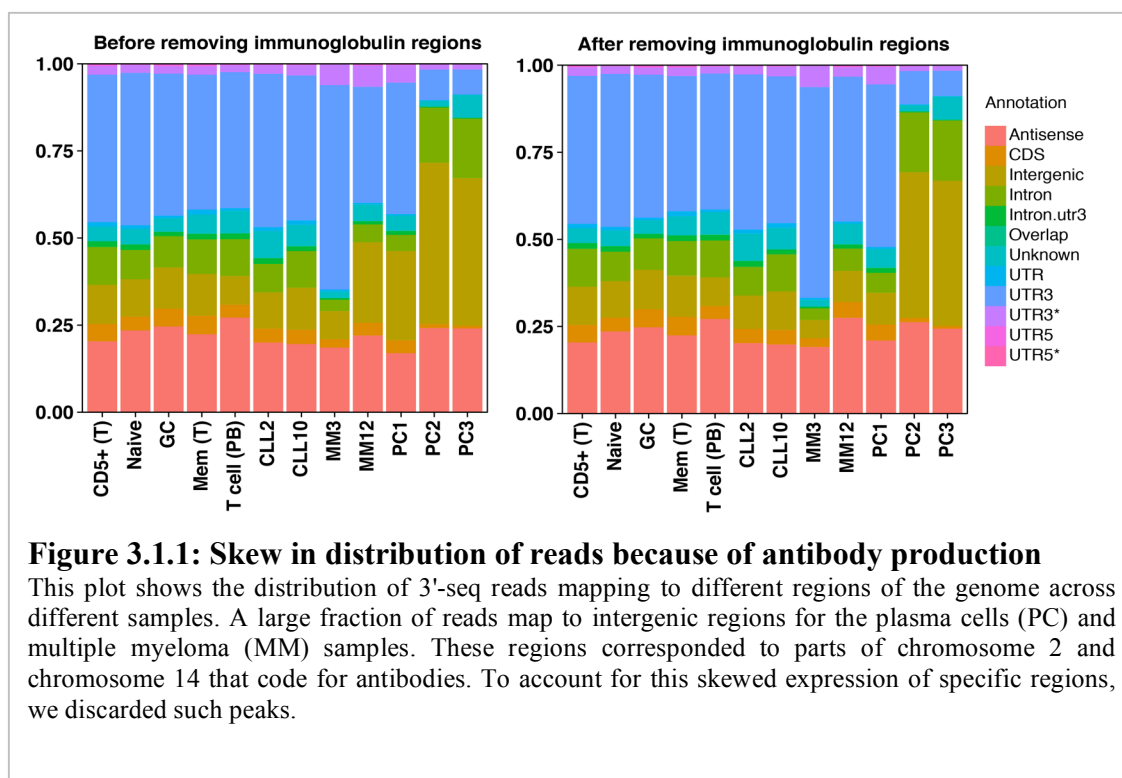 Before removing immunoglobulin regions
1.00
0.75
0.50
0.25
0.00
CD5+ (T)
Naive
GC
Mem (T)
T cell (PB)
CLL2
CLL10
MM3
MM12
PC1
PC2
PC3
After removing immunoglobulin regions
1.00
0.75
0.50
0.25
0.00
CD5+ (T)
Naive
GC
Mem (T)
T cell (PB)
CLL2
CLL10
MM3
MM12
PC1
PC2
PC3
Annotation
Antisense
CDS
Intergenic
Intron
Intron.utr3
Overlap
Unknown
UTR
UTR3
UTR3*
UTR5
UTR5*
Figure 3.1.1: Skew in distribution of reads because of antibody production
This plot shows the distribution of 3'-seq reads mapping to different regions of the genome across
different samples. A large fraction of reads map to intergenic regions for the plasma cells (PC) and
multiple myeloma (MM) samples. These regions corresponded to parts of chromosome 2 and
chromosome 14 that code for antibodies. To account for this skewed expression of specific regions,
we discarded such peaks.